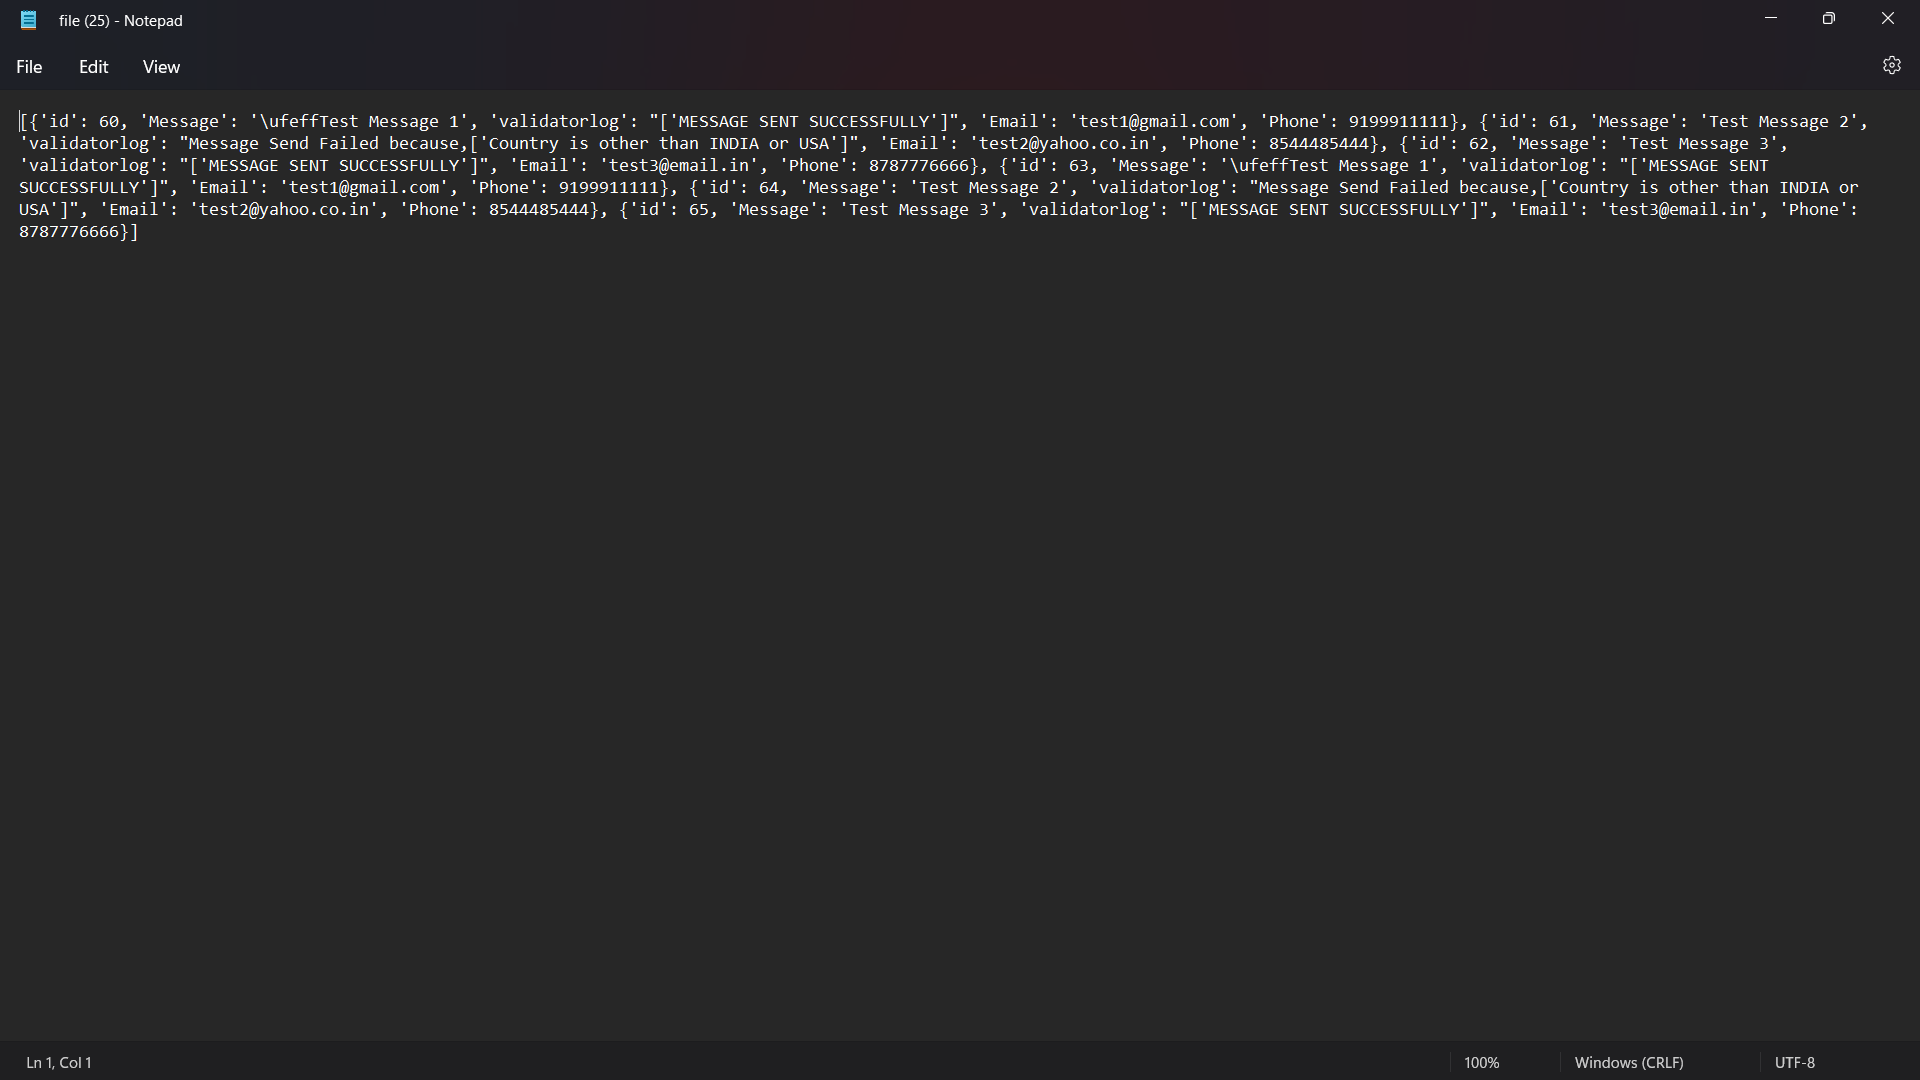 file (25) - Notepad
File Edit View
[{'id': 60, 'Message': '\ufeffTest Message 1', 'validatorlog': "['MESSAGE SENT SUCCESSFULLY']", 'Email': 'test1@gmail.com', 'Phone': 9199911111}, {'id': 61, 'Message': 'Test Message 2',
'validatorlog': "Message Send Failed because,['Country is other than INDIA or USA']", 'Email': 'test2@yahoo.co.in', 'Phone': 8544485444}, {'id': 62, 'Message': 'Test Message 3',
'validatorlog': "['MESSAGE SENT SUCCESSFULLY']", 'Email': 'test3@email.in', 'Phone': 8787776666}, {'id': 63, 'Message': '\ufeffTest Message 1', 'validatorlog': "['MESSAGE SENT
SUCCESSFULLY']", 'Email': 'test1@gmail.com', 'Phone': 9199911111}, {'id': 64, 'Message': 'Test Message 2', 'validatorlog': "Message Send Failed because,['Country is other than INDIA or
USA']", 'Email': 'test2@yahoo.co.in', 'Phone': 8544485444}, {'id': 65, 'Message': 'Test Message 3', 'validatorlog': "['MESSAGE SENT SUCCESSFULLY']", 'Email': 'test3@email.in', 'Phone':
8787776666}]
Ln 1, Col 1 100% Windows (CRLF) UTF-8